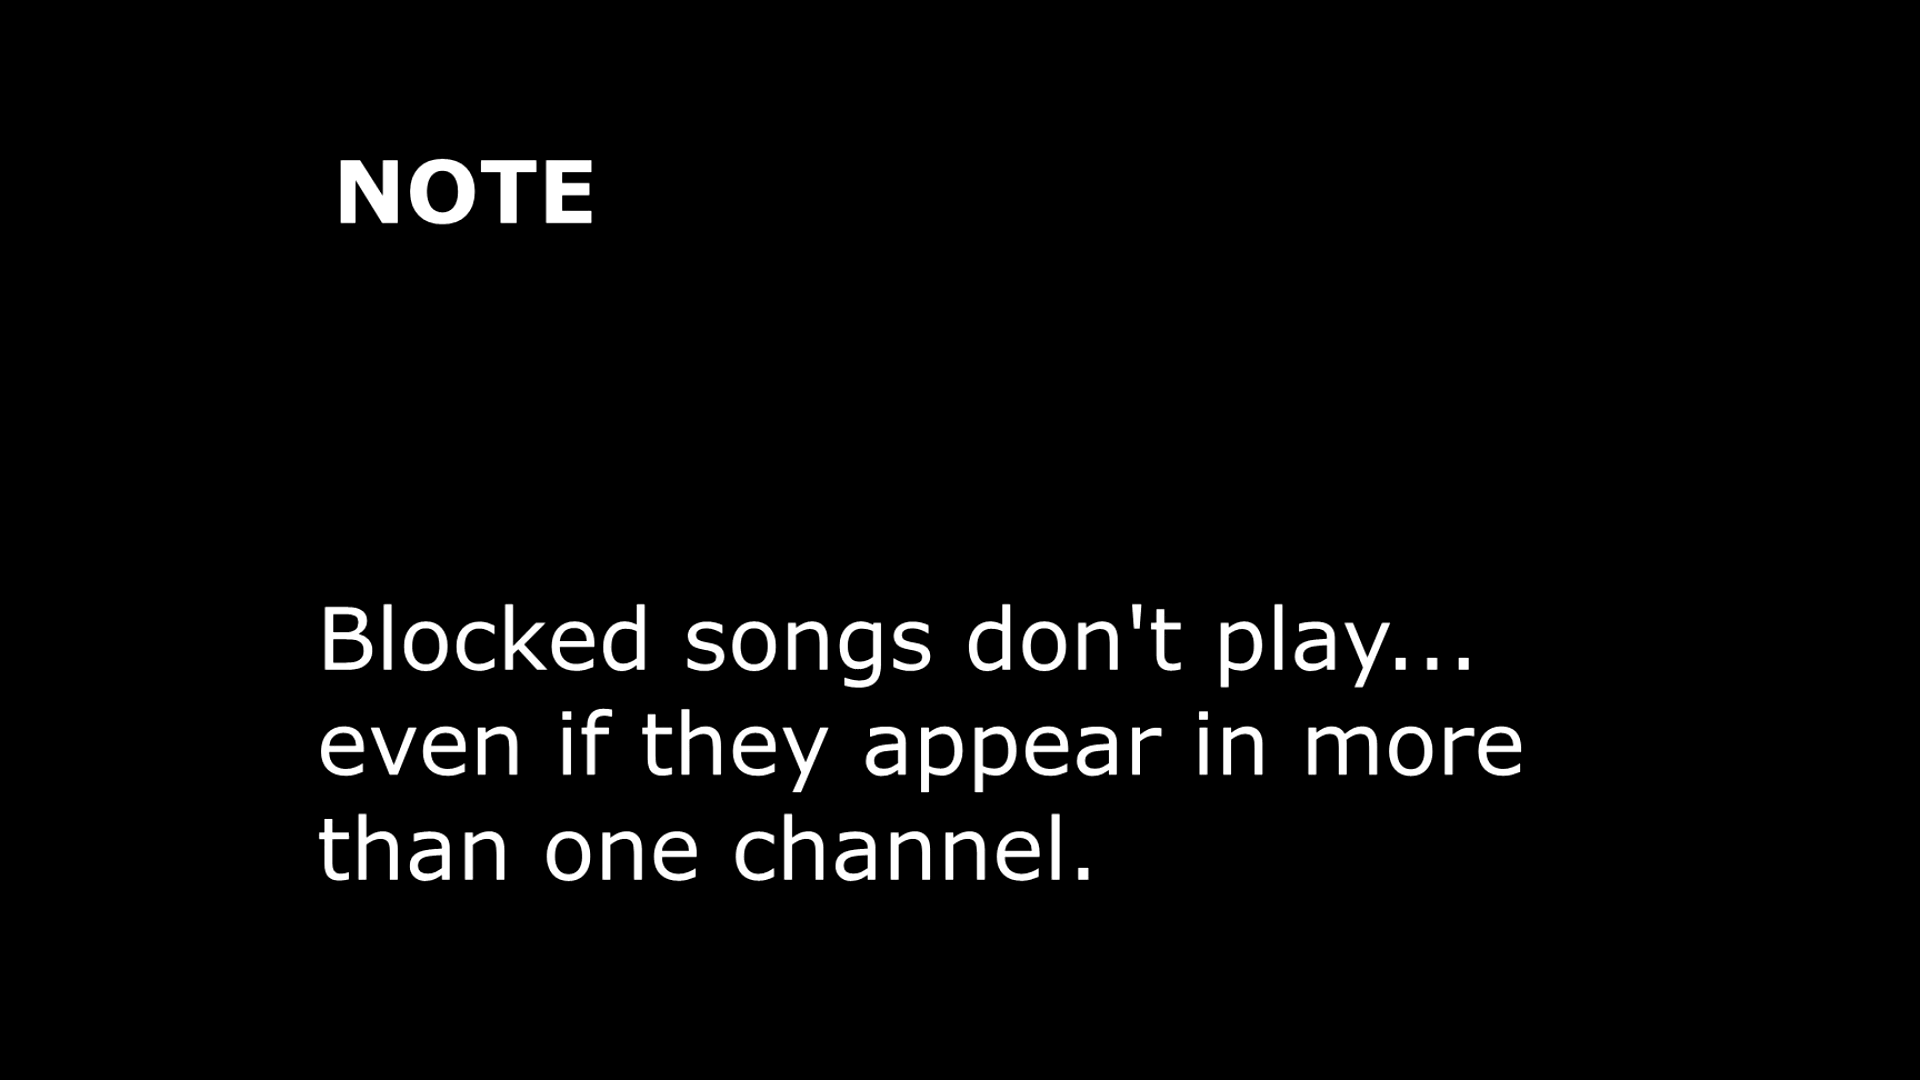 NOTE
Blocked songs don't play...
even if they appear in more
than one channel.